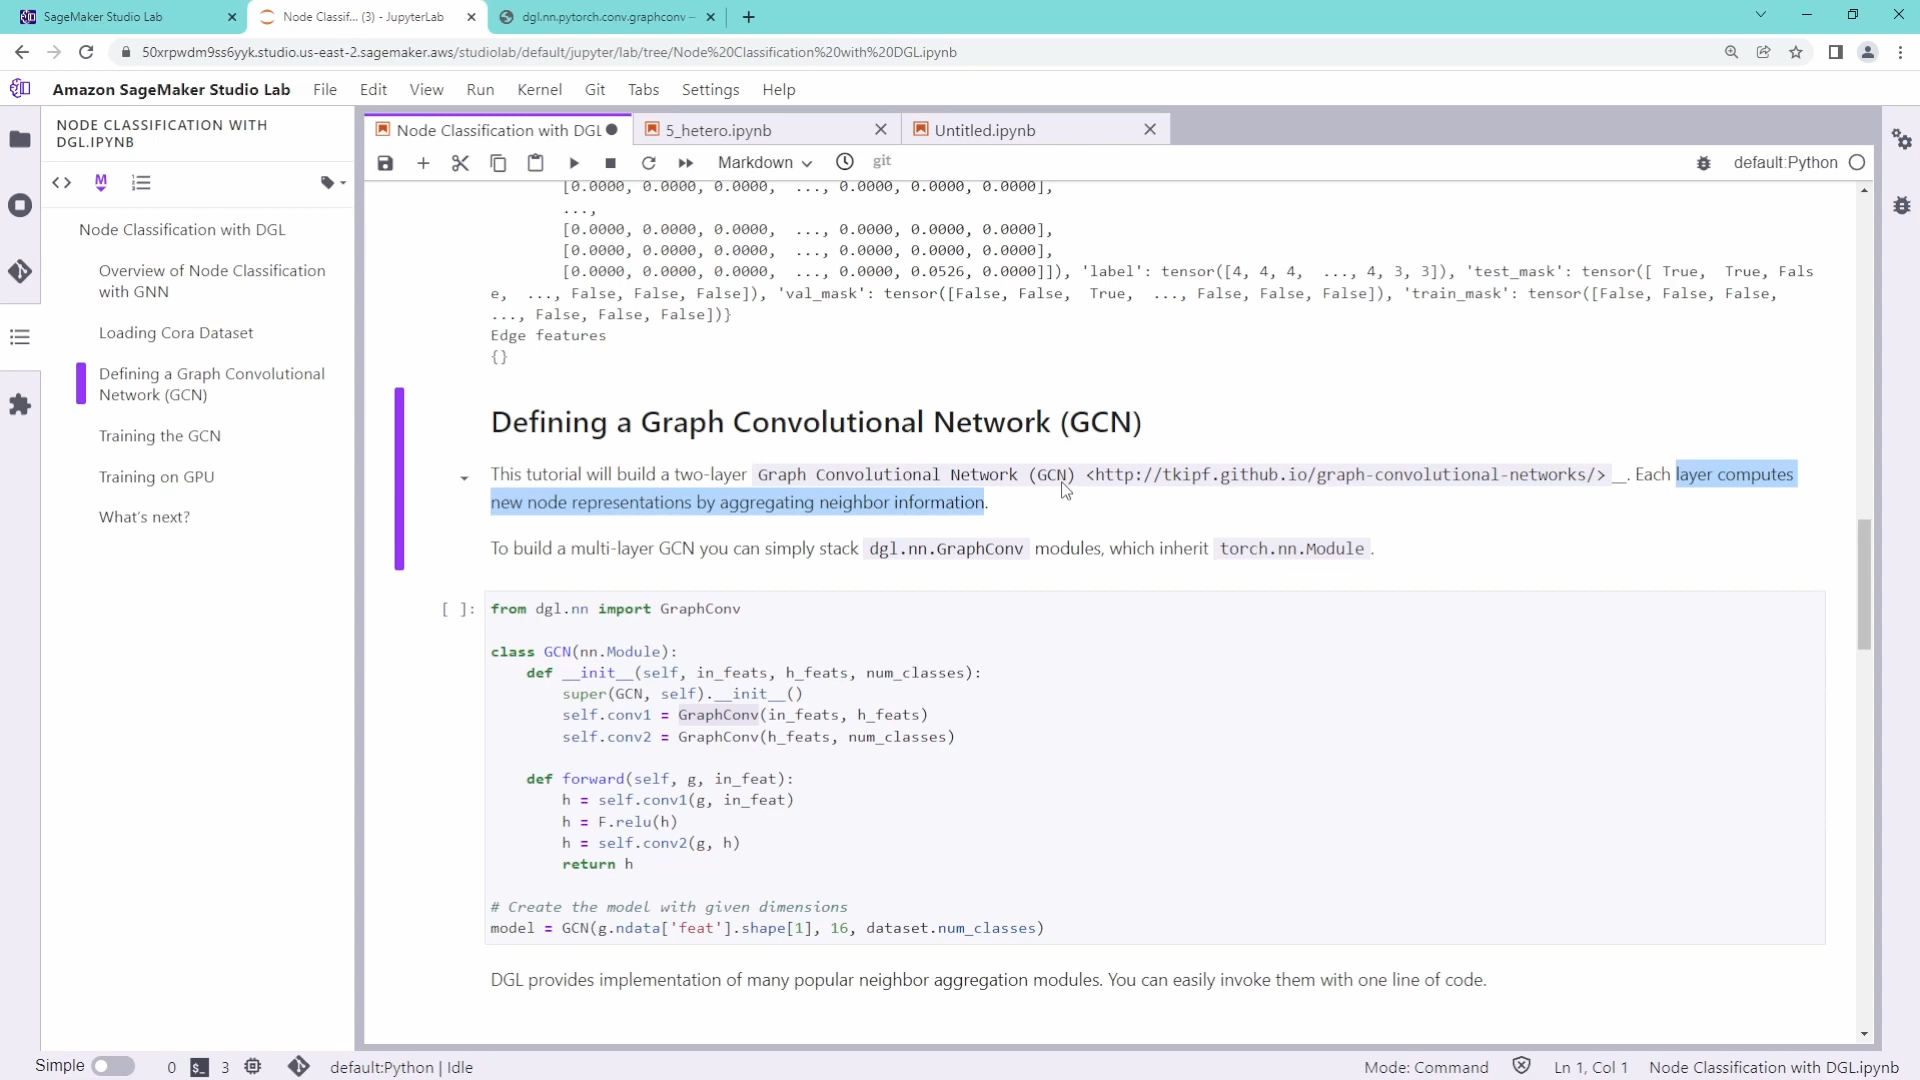 SageMaker Studio Lab
Node Classif... (3) - JupyterLab
dgl.nn.pytorch.conv.graphconv —
50xrpwdm9ss6yyk.studio.us-east-2.sagemaker.aws/studiolab/default/jupyter/lab/tree/Node%20Classification%20with%20DGL.ipynb
Amazon SageMaker Studio Lab File Edit View Run Kernel Git Tabs Settings Help
NODE CLASSIFICATION WITH
DGL.IPYNB
Node Classification with DGL
Overview of Node Classification
with GNN
Loading Cora Dataset
Defining a Graph Convolutional
Network (GCN)
Training the GCN
Training on GPU
What's next?
Node Classification with DGL
5_hetero.ipynb
Untitled.ipynb
Markdown
git
default:Python
[0.0000, 0.0000, 0.0000, ..., 0.0000, 0.0000, 0.0000],
...,
[0.0000, 0.0000, 0.0000, ..., 0.0000, 0.0000, 0.0000],
[0.0000, 0.0000, 0.0000, ..., 0.0000, 0.0000, 0.0000],
[0.0000, 0.0000, 0.0000, ..., 0.0000, 0.0526, 0.0000]]), 'label': tensor([4, 4, 4, ..., 4, 3, 3]), 'test_mask': tensor([ True, True, Fals
e, ..., False, False, False]), 'val_mask': tensor([False, False, True, ..., False, False, False]), 'train_mask': tensor([False, False, False,
..., False, False, False])}
Edge features
{}
Defining a Graph Convolutional Network (GCN)
This tutorial will build a two-layer Graph Convolutional Network (GCN) <http://tkipf.github.io/graph-convolutional-networks/>__. Each layer computes
new node representations by aggregating neighbor information.
To build a multi-layer GCN you can simply stack dgl.nn.GraphConv modules, which inherit torch.nn.Module.
[ ]: from dgl.nn import GraphConv
class GCN(nn.Module):
def __init__(self, in_feats, h_feats, num_classes):
super(GCN, self).__init__()
self.conv1 = GraphConv(in_feats, h_feats)
self.conv2 = GraphConv(h_feats, num_classes)
def forward(self, g, in_feat):
h = self.conv1(g, in_feat)
h = F.relu(h)
h = self.conv2(g, h)
return h
# Create the model with given dimensions
model = GCN(g.ndata['feat'].shape[1], 16, dataset.num_classes)
DGL provides implementation of many popular neighbor aggregation modules. You can easily invoke them with one line of code.
Simple 0 $_ 3 default:Python | Idle
Mode: Command Ln 1, Col 1 Node Classification with DGL.ipynb